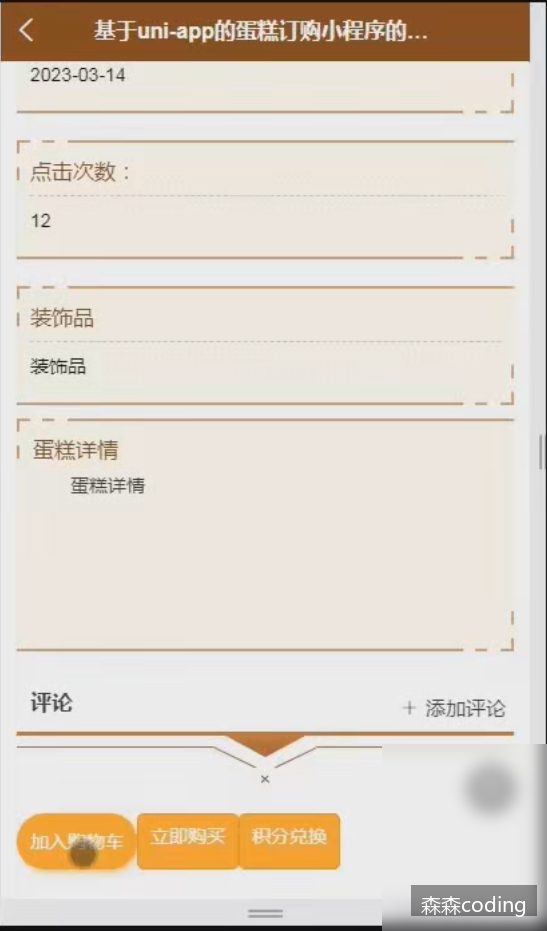 基于uni-app的蛋糕订购小程序的...
2023-03-14
点击次数：
12
装饰品
装饰品
蛋糕详情
蛋糕详情
评论
+ 添加评论
×
加入购物车
立即购买
积分兑换
森森coding